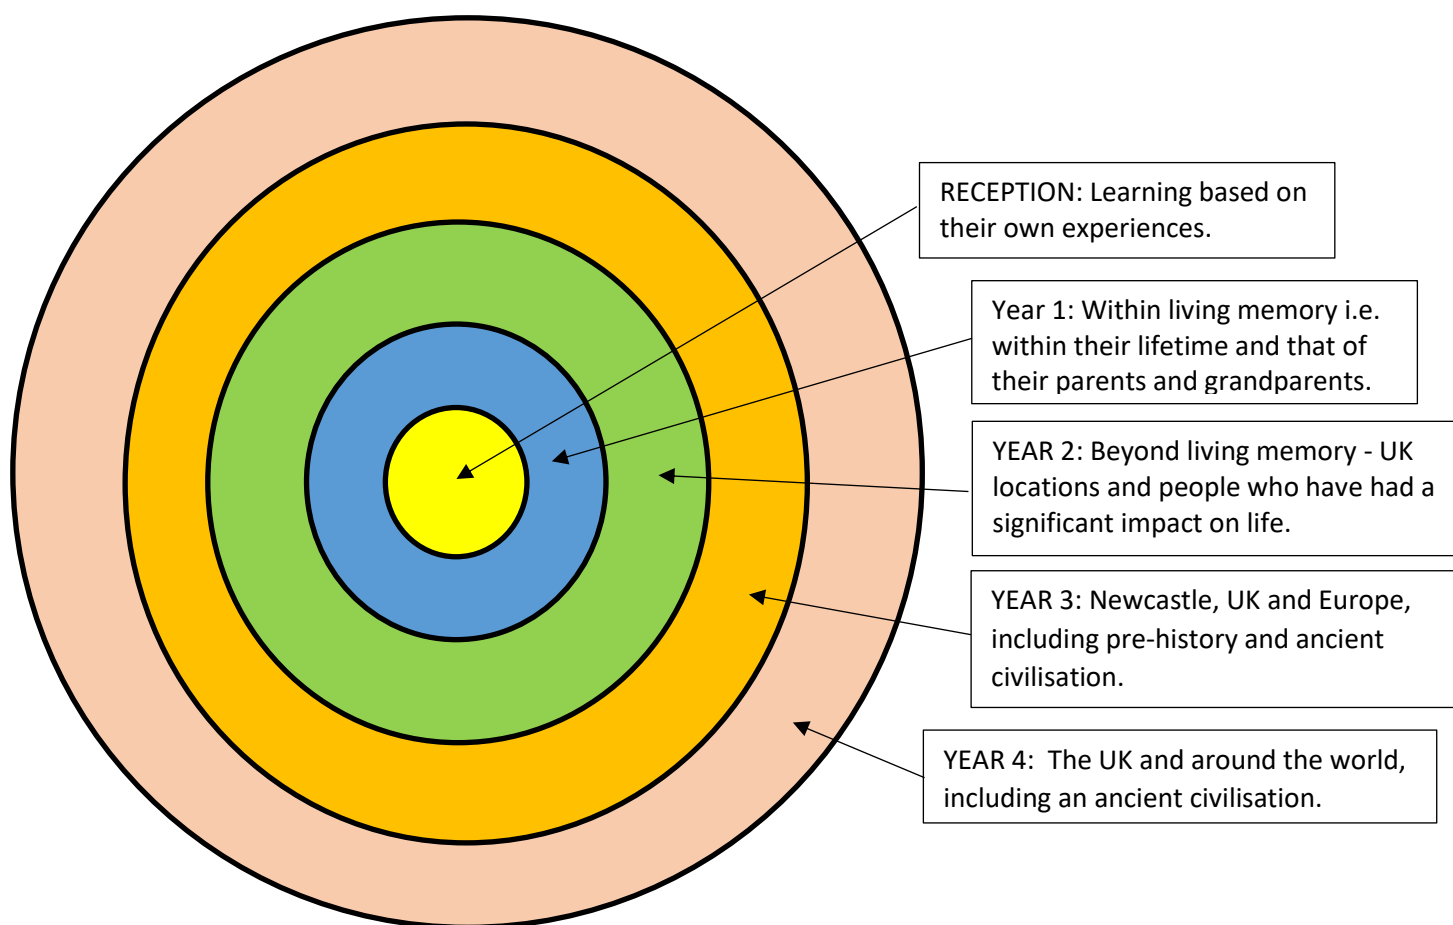 RECEPTION: Learning based on
their own experiences.
Year 1: Within living memory i.e.
within their lifetime and that of
their parents and grandparents.
YEAR 2: Beyond living memory - UK
locations and people who have had a
significant impact on life.
YEAR 3: Newcastle, UK and Europe,
including pre-history and ancient
civilisation.
YEAR 4:  The UK and around the world,
including an ancient civilisation.